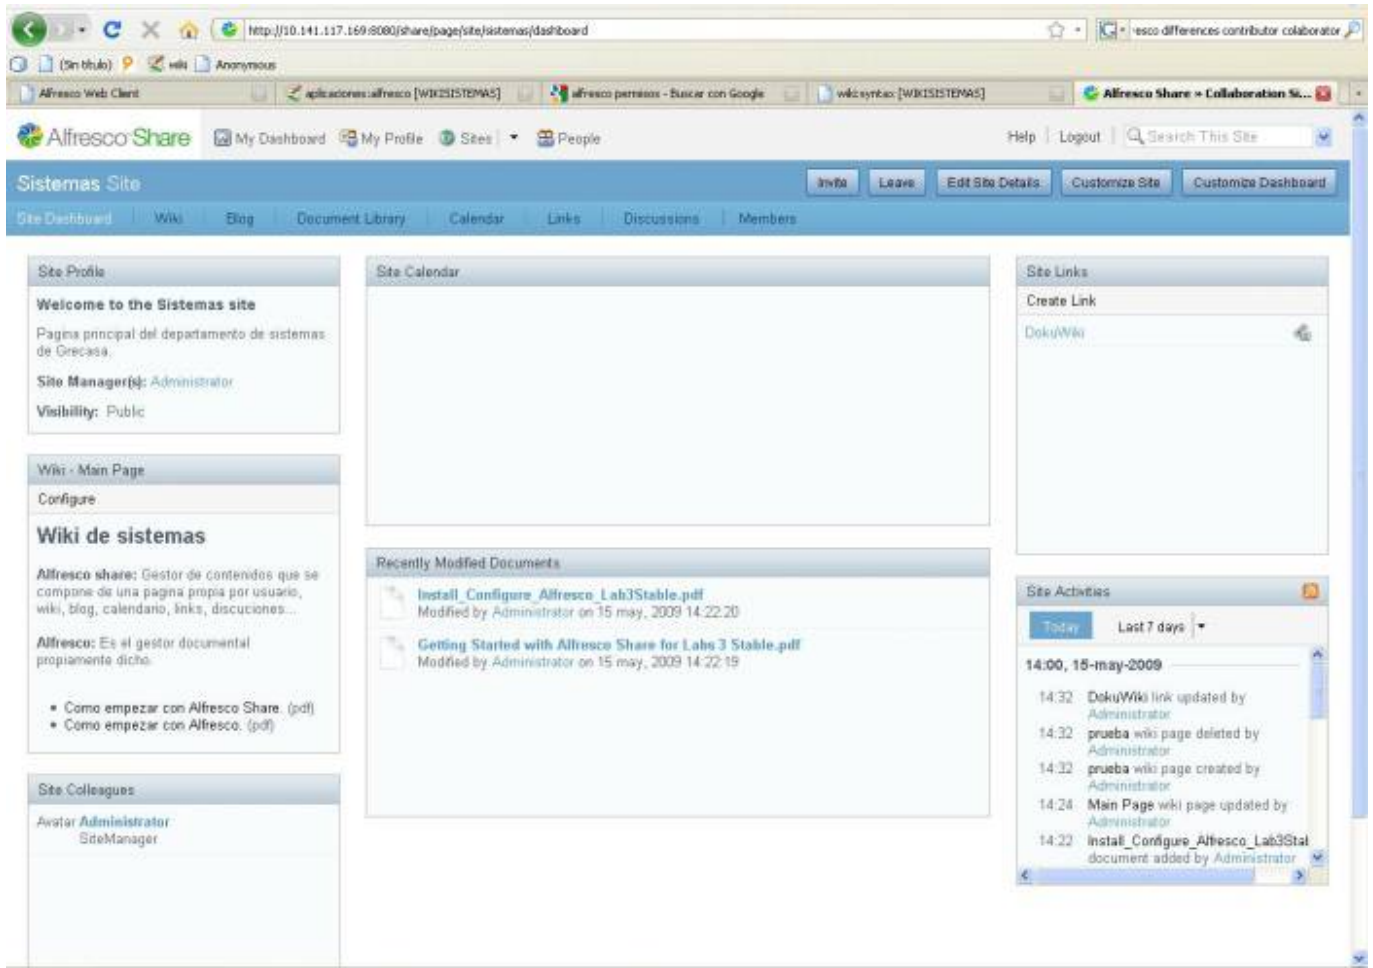 http://10.141.117.169:8080/share/page/site/sistemas/dashboard
esco differences contributor colaborator
(Sin título) wiki Anonymous
Alfresco Web Client
aplicaciones:alfresco [WIKISISTEMAS]
alfresco permisos - Buscar con Google
wiki:syntax [WIKISISTEMAS]
Alfresco Share » Collaboration Si...
Alfresco Share My Dashboard My Profile Sites People
Help Logout Search This Site
Sistemas Site
Invite Leave Edit Site Details Customize Site Customize Dashboard
Site Dashboard Wiki Blog Document Library Calendar Links Discussions Members
Site Profile
Welcome to the Sistemas site
Pagina principal del departamento de sistemas
de Grecasa.
Site Manager(s): Administrator
Visibility: Public
Wiki - Main Page
Configure
Wiki de sistemas
Alfresco share: Gestor de contenidos que se
compone de una pagina propia por usuario,
wiki, blog, calendario, links, discuciones...
Alfresco: Es el gestor documental
propiamente dicho.
• Como empezar con Alfresco Share. (pdf)
• Como empezar con Alfresco. (pdf)
Site Colleagues
Avatar Administrator
SiteManager
Site Calendar
Recently Modified Documents
Install_Configure_Alfresco_Lab3Stable.pdf
Modified by Administrator on 15 may, 2009 14:22:20
Getting Started with Alfresco Share for Labs 3 Stable.pdf
Modified by Administrator on 15 may, 2009 14:22:19
Site Links
Create Link
DokuWiki
Site Activities
Today Last 7 days
14:00, 15-may-2009
14:32 DokuWiki link updated by
Administrator
14:32 prueba wiki page deleted by
Administrator
14:32 prueba wiki page created by
Administrator
14:24 Main Page wiki page updated by
Administrator
14:22 Install_Configure_Alfresco_Lab3Stal
document added by Administrator